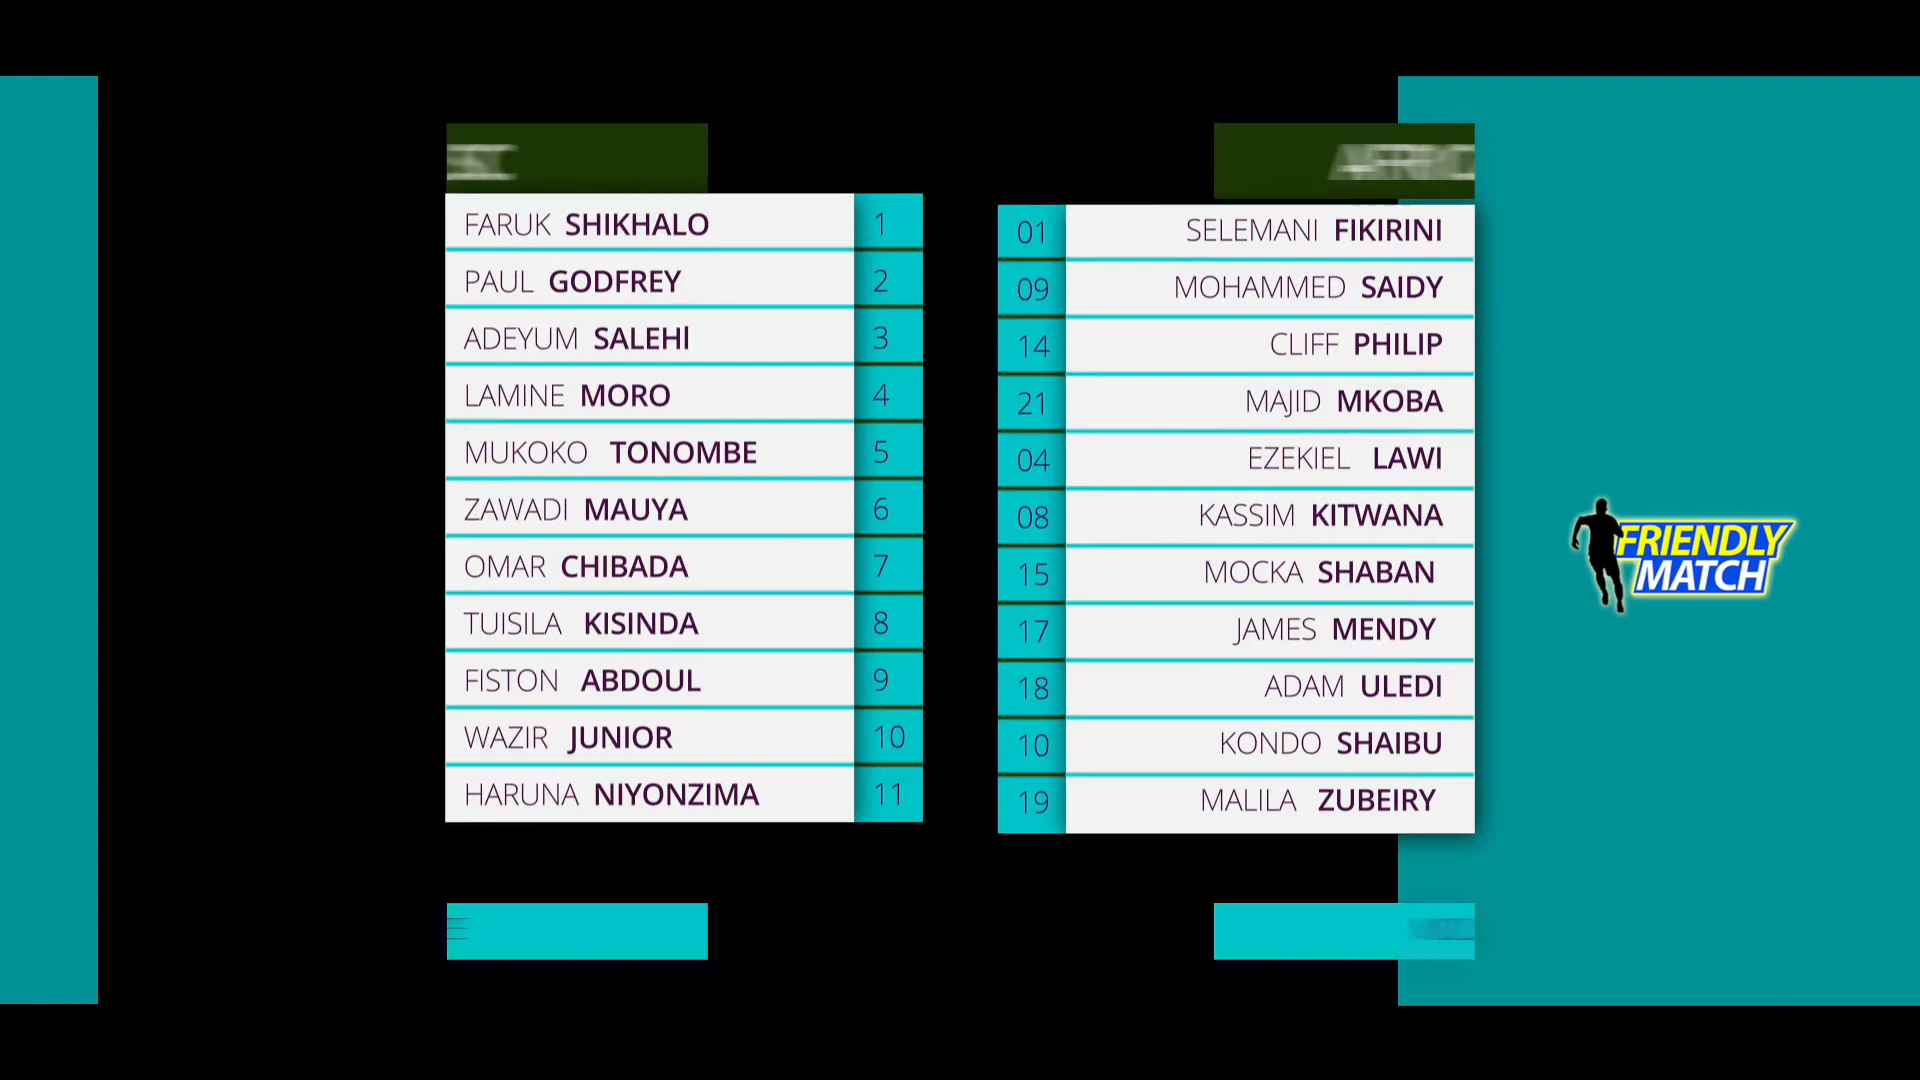 FARUK SHIKHALO 1
PAUL GODFREY 2
ADEYUM SALEHl 3
LAMINE MORO 4
MUKOKO TONOMBE 5
ZAWADI MAUYA 6
OMAR CHIBADA 7
TUISILA KISINDA 8
FISTON ABDOUL 9
WAZIR JUNIOR 10
HARUNA NIYONZIMA 11
01 SELEMANI FIKIRINI
09 MOHAMMED SAIDY
14 CLIFF PHILIP
21 MAJID MKOBA
04 EZEKIEL LAWI
08 KASSIM KITWANA
15 MOCKA SHABAN
17 JAMES MENDY
18 ADAM ULEDI
10 KONDO SHAIBU
19 MALILA ZUBEIRY
FRIENDLY
MATCH